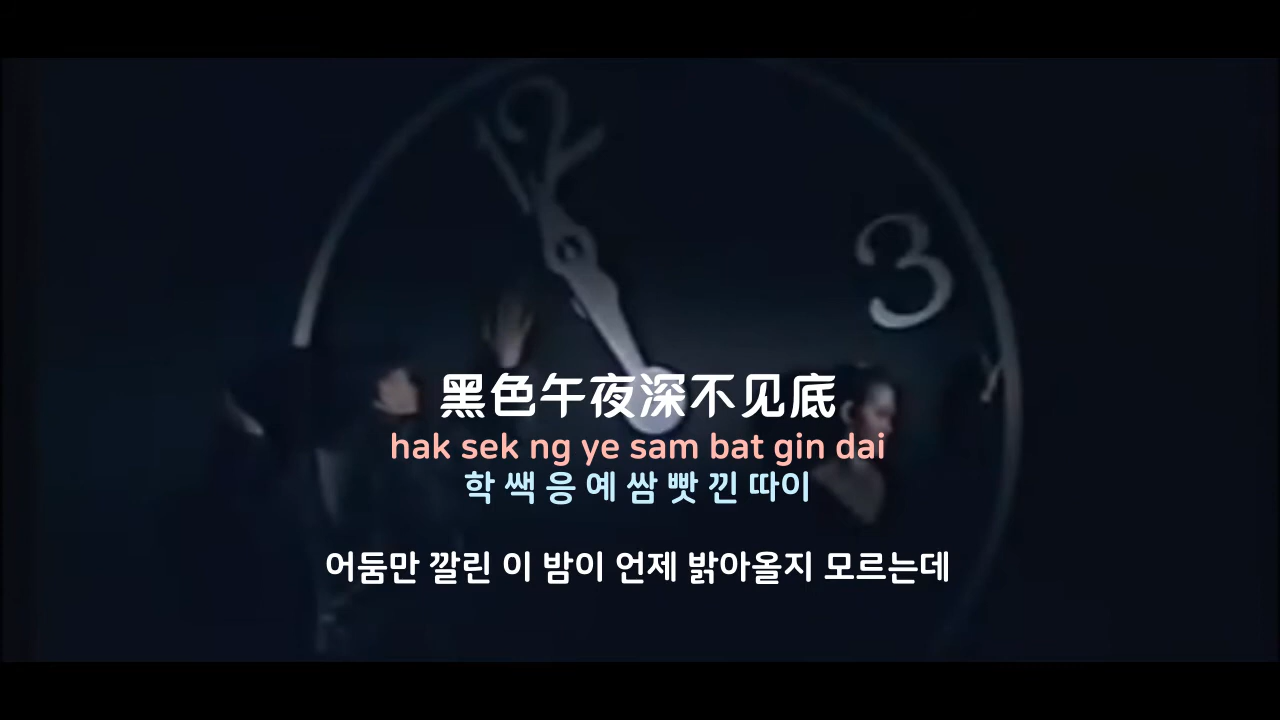 12
3
黑色午夜深不见底
hak sek ng ye sam bat gin dai
학 쌕 응 예 쌈 빳 낀 따이
어둠만 깔린 이 밤이 언제 밝아올지 모르는데